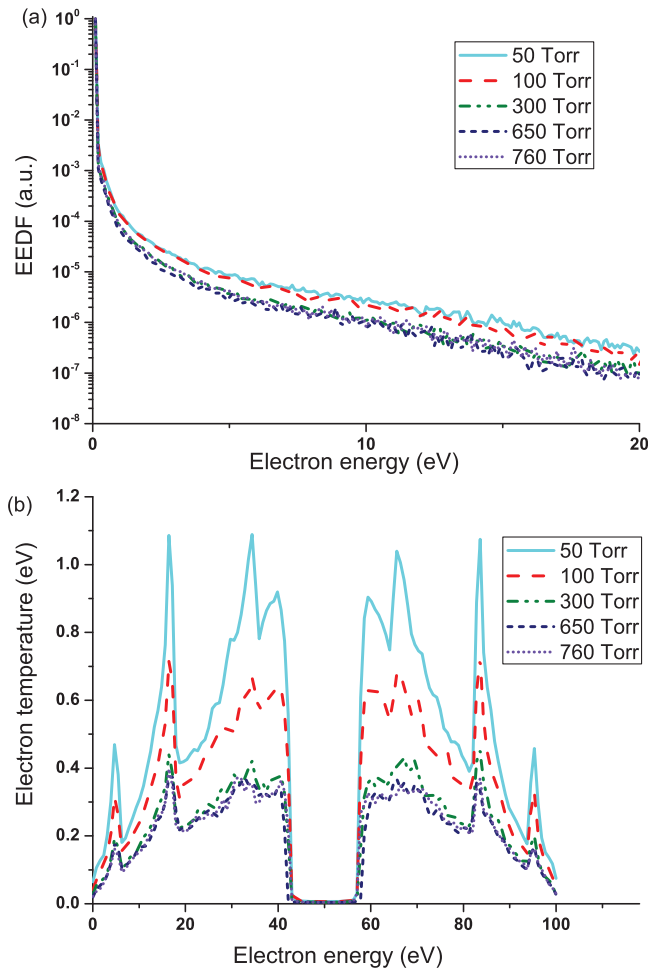 (a)
10⁰
10⁻¹
10⁻²
10⁻³
10⁻⁴
10⁻⁵
10⁻⁶
10⁻⁷
10⁻⁸
EEDF (a.u.)
50 Torr
100 Torr
300 Torr
650 Torr
760 Torr
0 10 20
Electron energy (eV)
(b)
1.2
1.0
0.8
0.6
0.4
0.2
0.0
Electron temperature (eV)
50 Torr
100 Torr
300 Torr
650 Torr
760 Torr
0 20 40 60 80 100
Electron energy (eV)